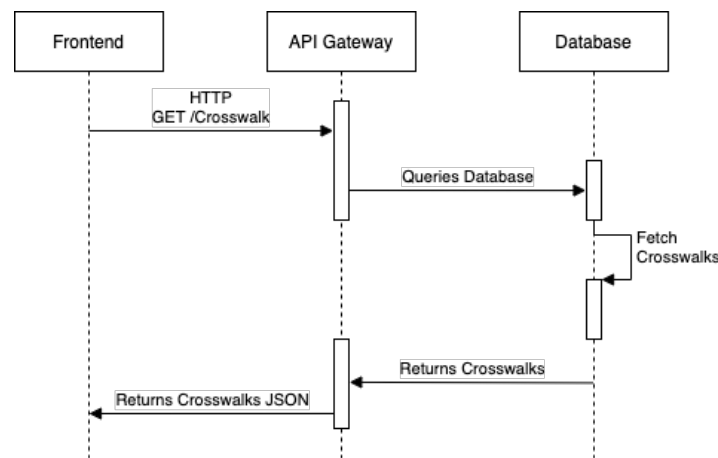 Frontend
API Gateway
Database
HTTP
GET /Crosswalk
Queries Database
Fetch
Crosswalks
Returns Crosswalks
Returns Crosswalks JSON